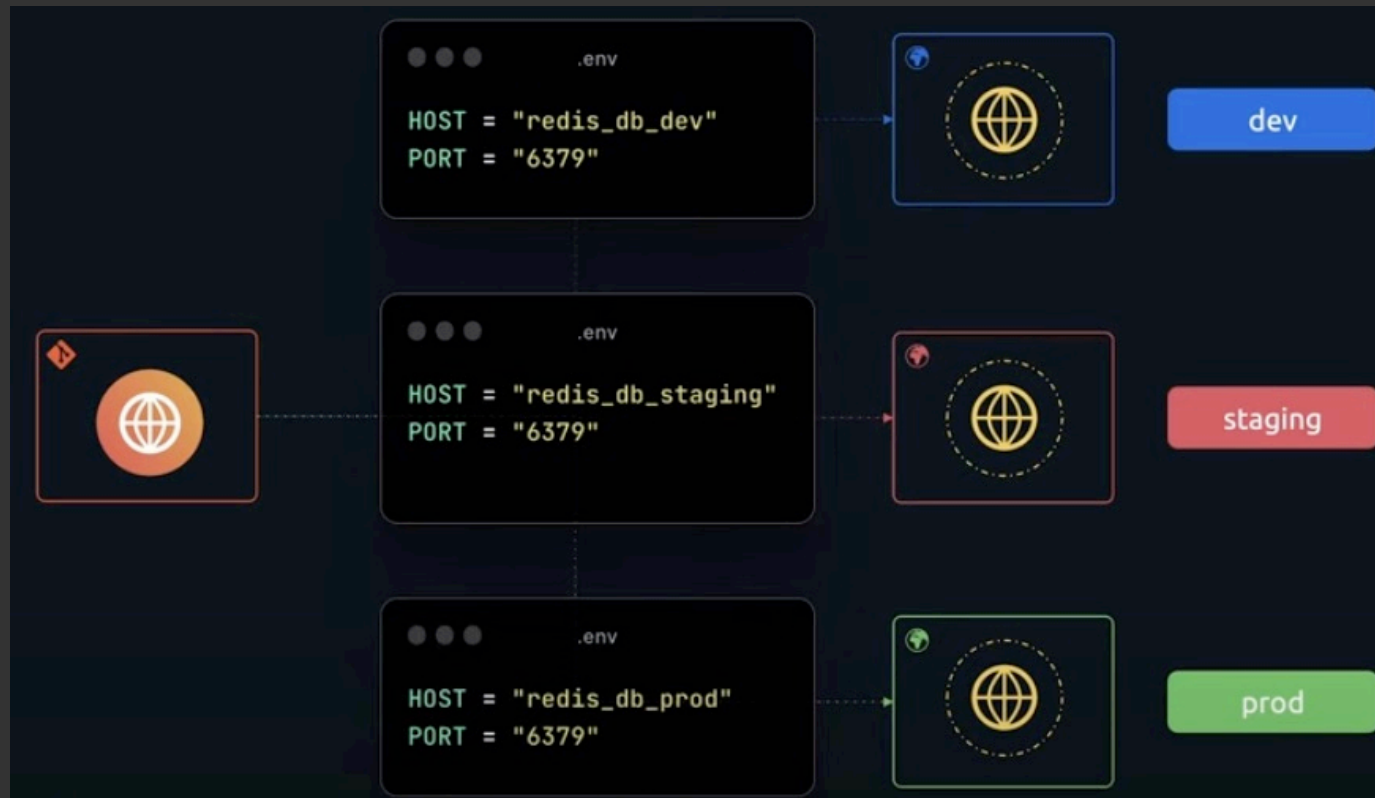 .env
HOST = "redis_db_dev"
PORT = "6379"
dev
.env
HOST = "redis_db_staging"
PORT = "6379"
staging
.env
HOST = "redis_db_prod"
PORT = "6379"
prod